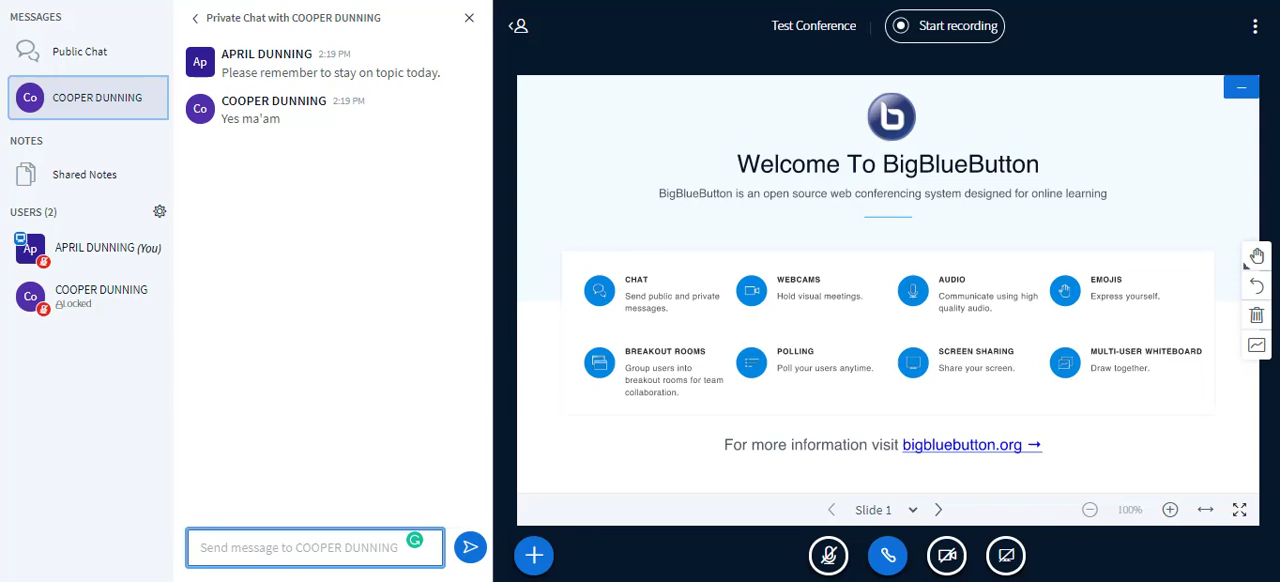 MESSAGES
Public Chat
Co COOPER DUNNING
NOTES
Shared Notes
USERS (2)
Ap APRIL DUNNING (You)
Co COOPER DUNNING
Locked
Private Chat with COOPER DUNNING
Ap APRIL DUNNING 2:19 PM
Please remember to stay on topic today.
Co COOPER DUNNING 2:19 PM
Yes ma'am
Send message to COOPER DUNNING
Test Conference
Start recording
b
Welcome To BigBlueButton
BigBlueButton is an open source web conferencing system designed for online learning
CHAT
Send public and private
messages.
WEBCAMS
Hold visual meetings.
AUDIO
Communicate using high
quality audio.
EMOJIS
Express yourself.
BREAKOUT ROOMS
Group users into
breakout rooms for team
collaboration.
POLLING
Poll your users anytime.
SCREEN SHARING
Share your screen.
MULTI-USER WHITEBOARD
Draw together.
For more information visit bigbluebutton.org →
Slide 1
100%